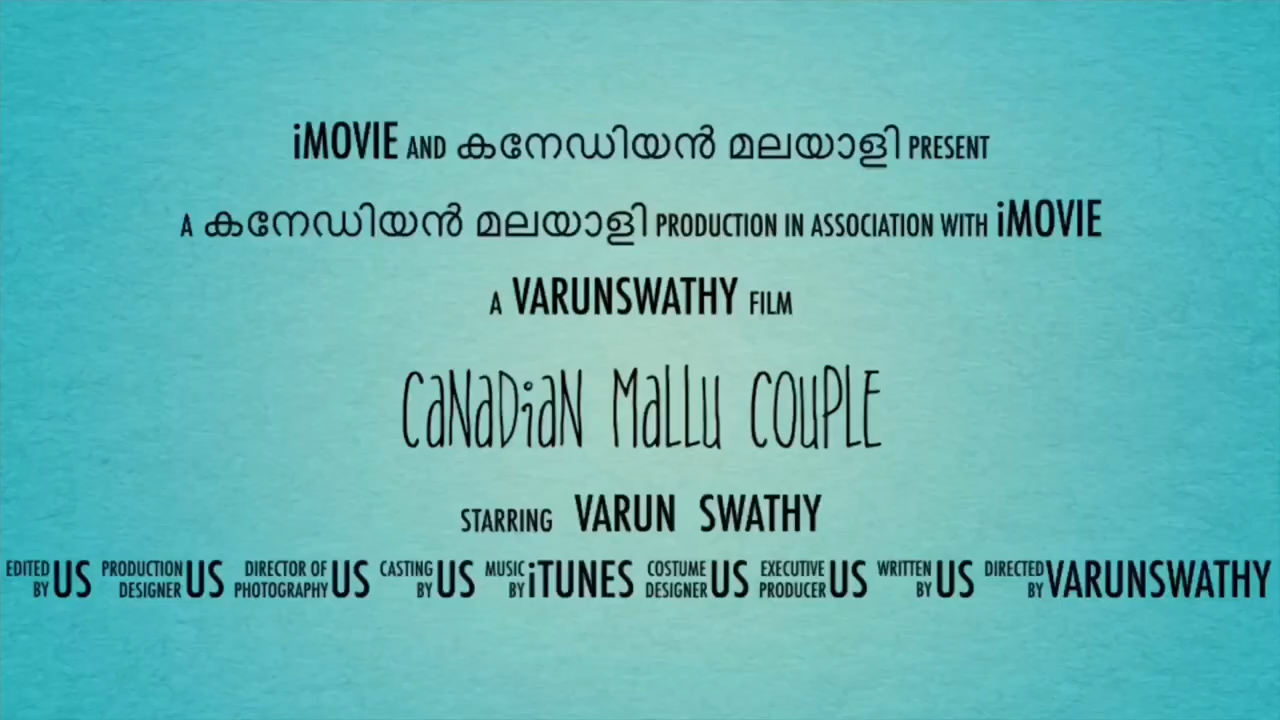 iMOVIE AND കനേഡിയൻ മലയാളി PRESENT
A കനേഡിയൻ മലയാളി PRODUCTION IN ASSOCIATION WITH iMOVIE
A VARUNSWATHY FILM
CaNaDiaN MaLLu COuPLE
STARRING VARUN SWATHY
EDITED BY US PRODUCTION DESIGNER US DIRECTOR OF PHOTOGRAPHY US CASTING BY US MUSIC BY iTUNES COSTUME DESIGNER US EXECUTIVE PRODUCER US WRITTEN BY US DIRECTED BY VARUNSWATHY